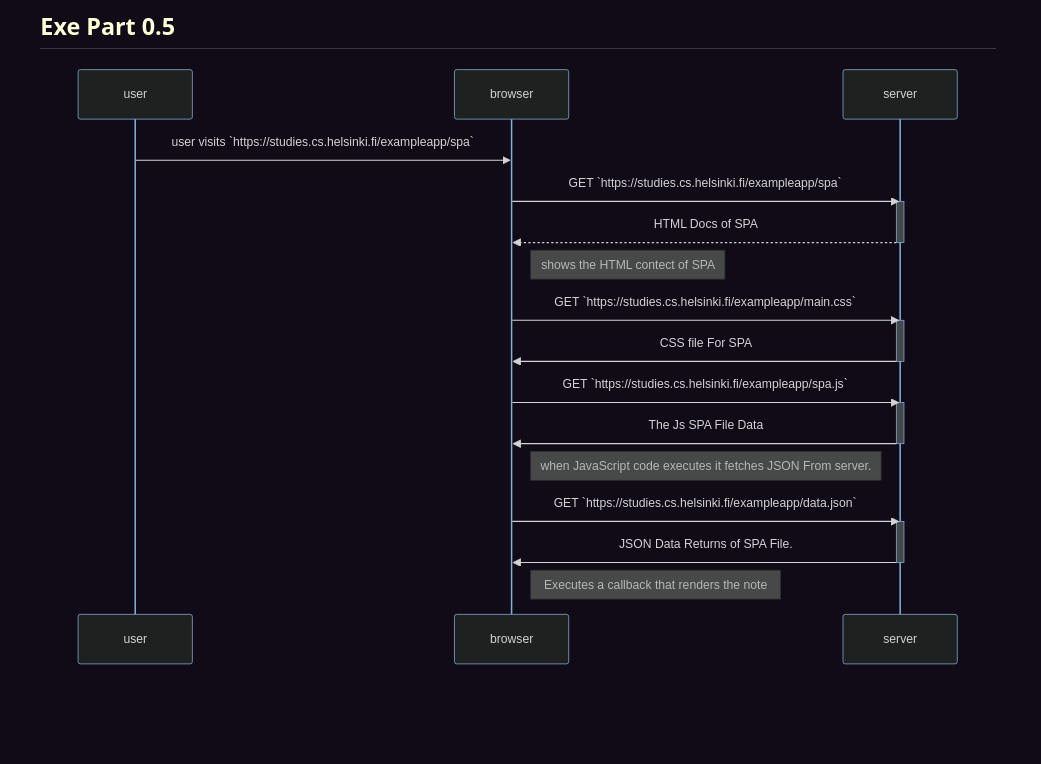 Exe Part 0.5
user
browser
server
user visits `https://studies.cs.helsinki.fi/exampleapp/spa`
GET `https://studies.cs.helsinki.fi/exampleapp/spa`
HTML Docs of SPA
shows the HTML contect of SPA
GET `https://studies.cs.helsinki.fi/exampleapp/main.css`
CSS file For SPA
GET `https://studies.cs.helsinki.fi/exampleapp/spa.js`
The Js SPA File Data
when JavaScript code executes it fetches JSON From server.
GET `https://studies.cs.helsinki.fi/exampleapp/data.json`
JSON Data Returns of SPA File.
Executes a callback that renders the note
user
browser
server